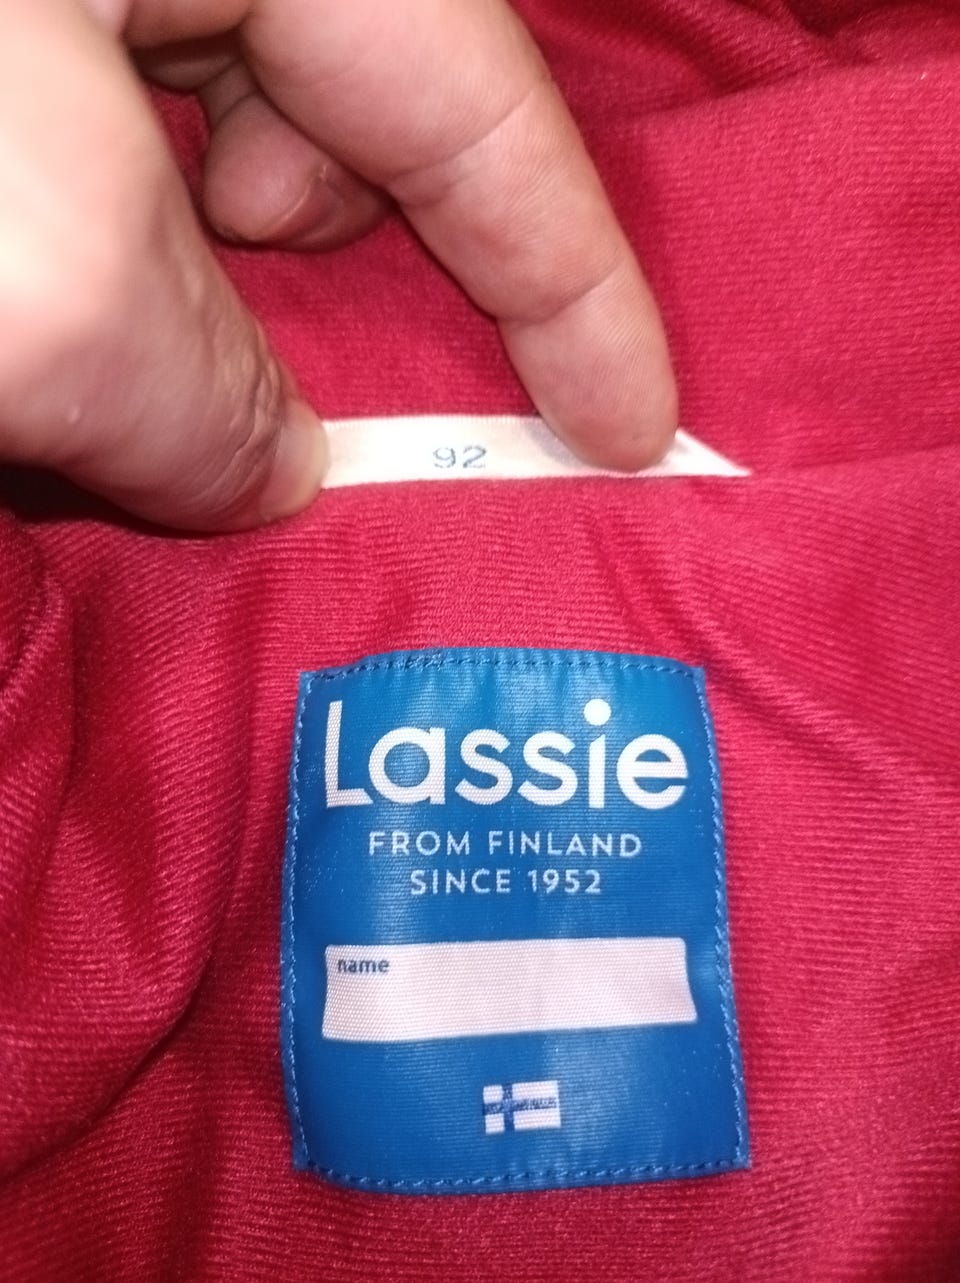 92
Lassie
FROM FINLAND
SINCE 1952
name